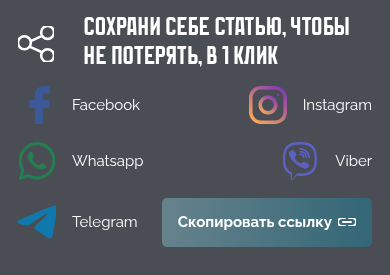 СОХРАНИ СЕБЕ СТАТЬЮ, ЧТОБЫ
НЕ ПОТЕРЯТЬ, В 1 КЛИК
Facebook
Instagram
Whatsapp
Viber
Telegram
Скопировать ссылку